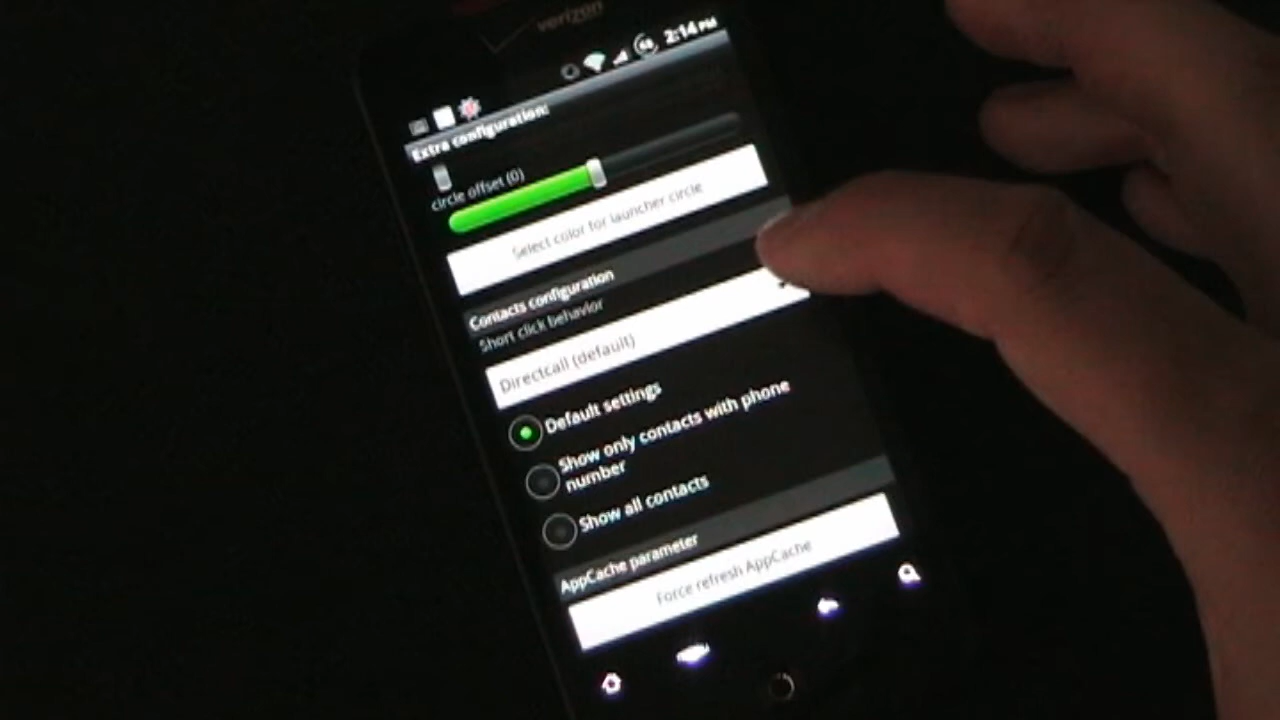 verizon
2:14 PM
Extra configuration:
circle offset (0)
Select color for launcher circle
Contacts configuration
Short click behavior
Directcall (default)
Default settings
Show only contacts with phone
number
Show all contacts
AppCache parameter
Force refresh AppCache